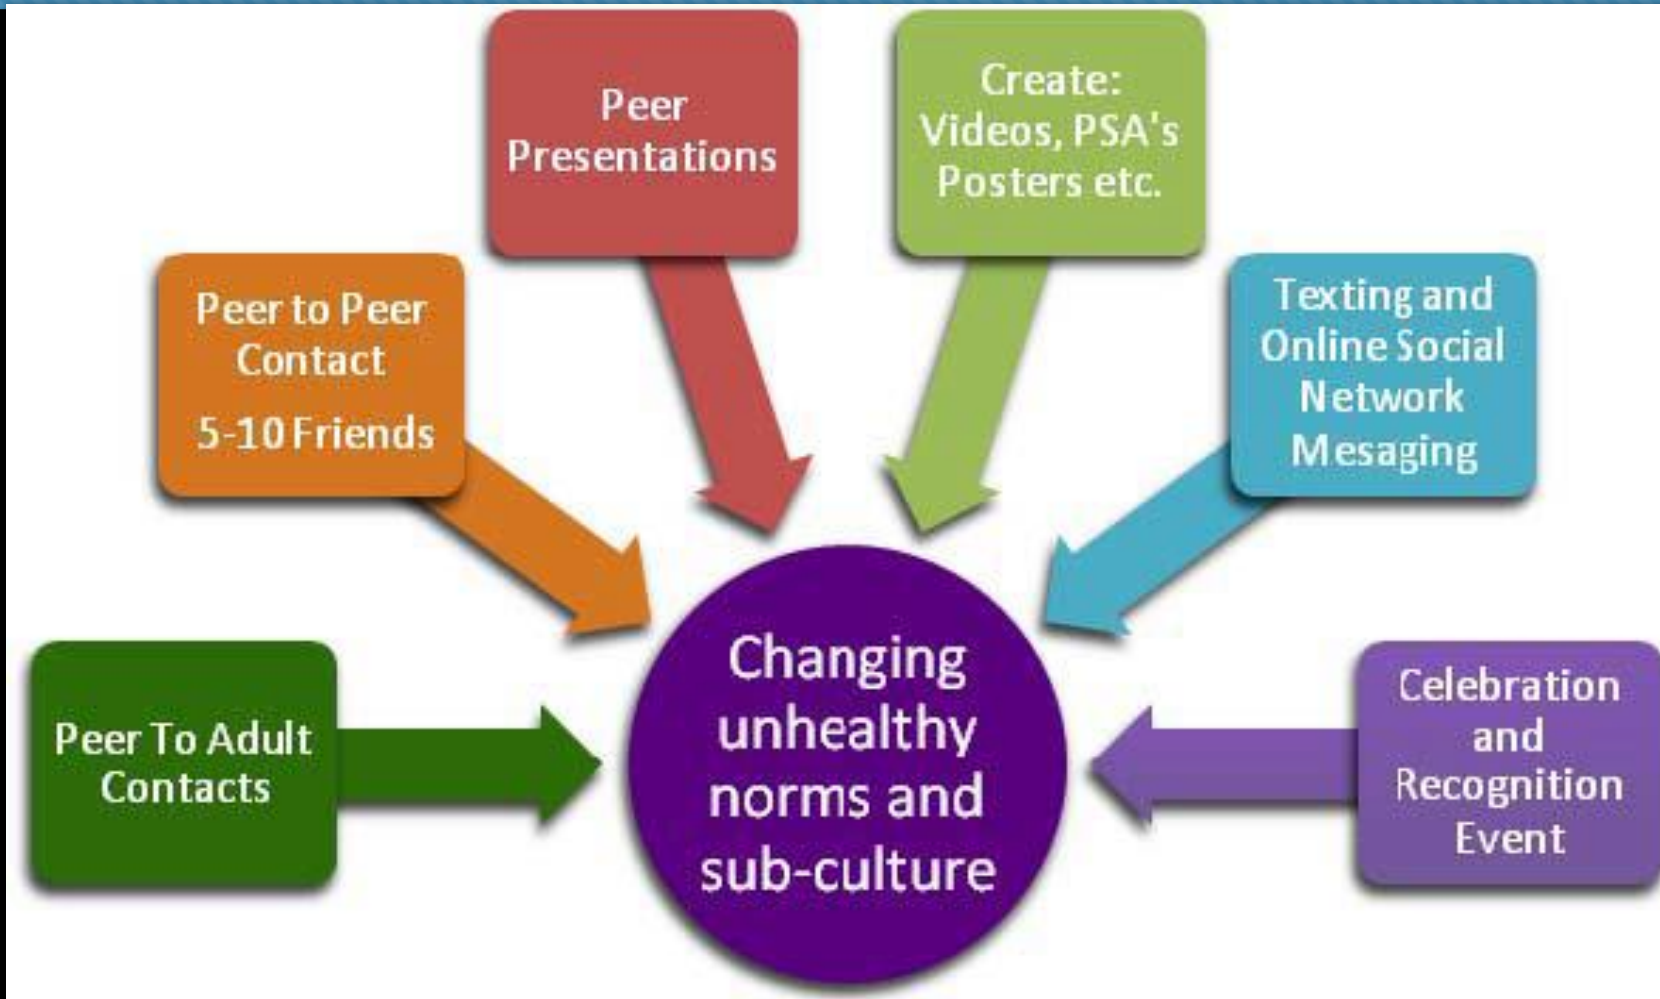 Peer
Presentations
Create:
Videos, PSA's
Posters etc.
Peer to Peer
Contact
5-10 Friends
Texting and
Online Social
Network
Mesaging
Peer To Adult
Contacts
Changing
unhealthy
norms and
sub-culture
Celebration
and
Recognition
Event